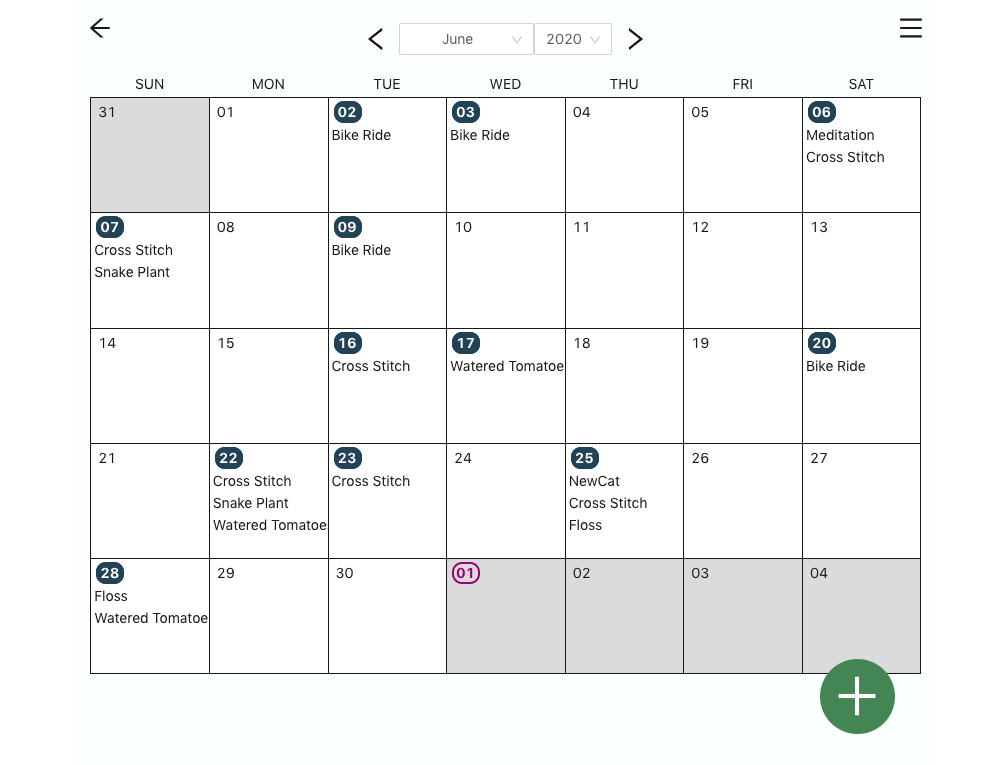 June 2020
SUN MON TUE WED THU FRI SAT
31 01 02 03 04 05 06
Bike Ride Bike Ride Meditation
Cross Stitch
07 08 09 10 11 12 13
Cross Stitch Bike Ride
Snake Plant
14 15 16 17 18 19 20
Cross Stitch Watered Tomatoe Bike Ride
21 22 23 24 25 26 27
Cross Stitch Cross Stitch NewCat
Snake Plant Cross Stitch
Watered Tomatoe Floss
28 29 30 01 02 03 04
Floss
Watered Tomatoe